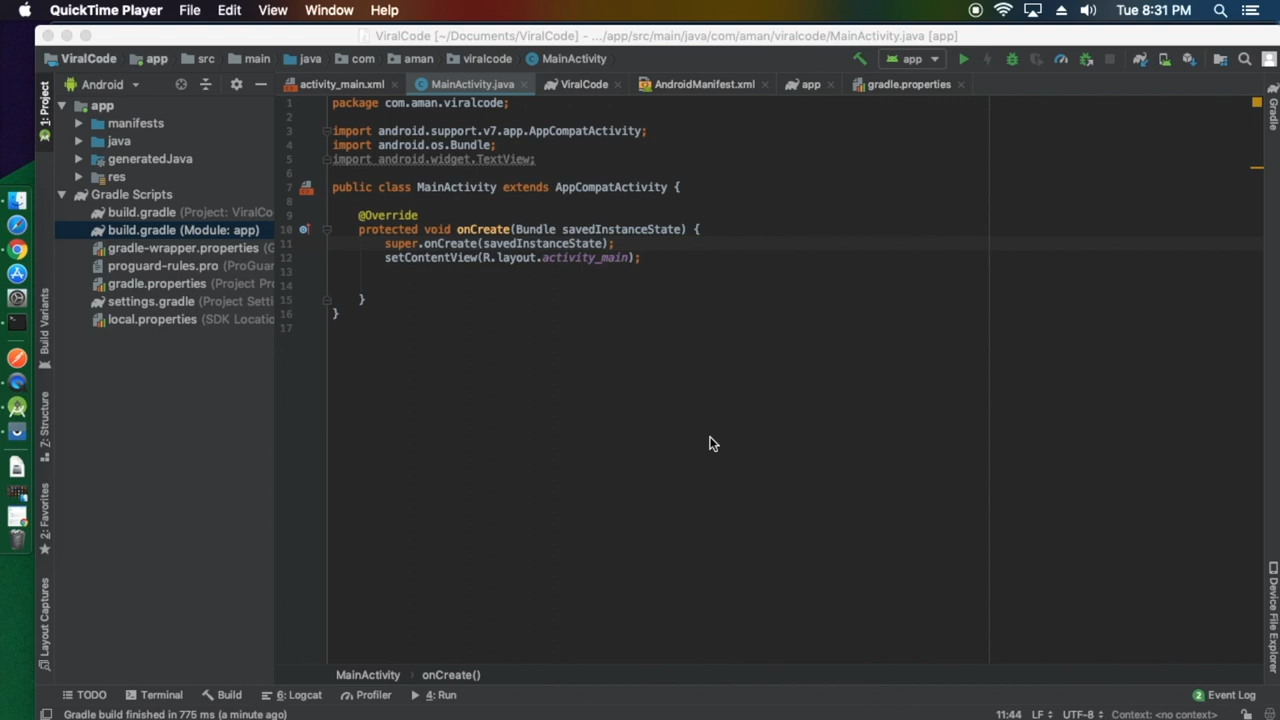 QuickTime Player File Edit View Window Help Tue 8:31 PM
ViralCode [~/Documents/ViralCode] - .../app/src/main/java/com/aman/viralcode/MainActivity.java [app]
ViralCode app src main java com aman viralcode MainActivity app
Android activity_main.xml MainActivity.java ViralCode AndroidManifest.xml app gradle.properties
1: Project
Build Variants
7: Structure
2: Favorites
Layout Captures
app
manifests
java
generatedJava
res
Gradle Scripts
build.gradle (Project: ViralCo
build.gradle (Module: app)
gradle-wrapper.properties (G
proguard-rules.pro (ProGua
gradle.properties (Project Pro
settings.gradle (Project Setti
local.properties (SDK Locatio
1 package com.aman.viralcode;
2
3 import android.support.v7.app.AppCompatActivity;
4 import android.os.Bundle;
5 import android.widget.TextView;
6
7 public class MainActivity extends AppCompatActivity {
8
9 @Override
10 protected void onCreate(Bundle savedInstanceState) {
11 super.onCreate(savedInstanceState);
12 setContentView(R.layout.activity_main);
13
14
15 }
16 }
17
Gradle
Device File Explorer
MainActivity › onCreate()
TODO Terminal Build 6: Logcat Profiler 4: Run 2 Event Log
Gradle build finished in 775 ms (a minute ago) 11:44 LF UTF-8 Context: <no context>